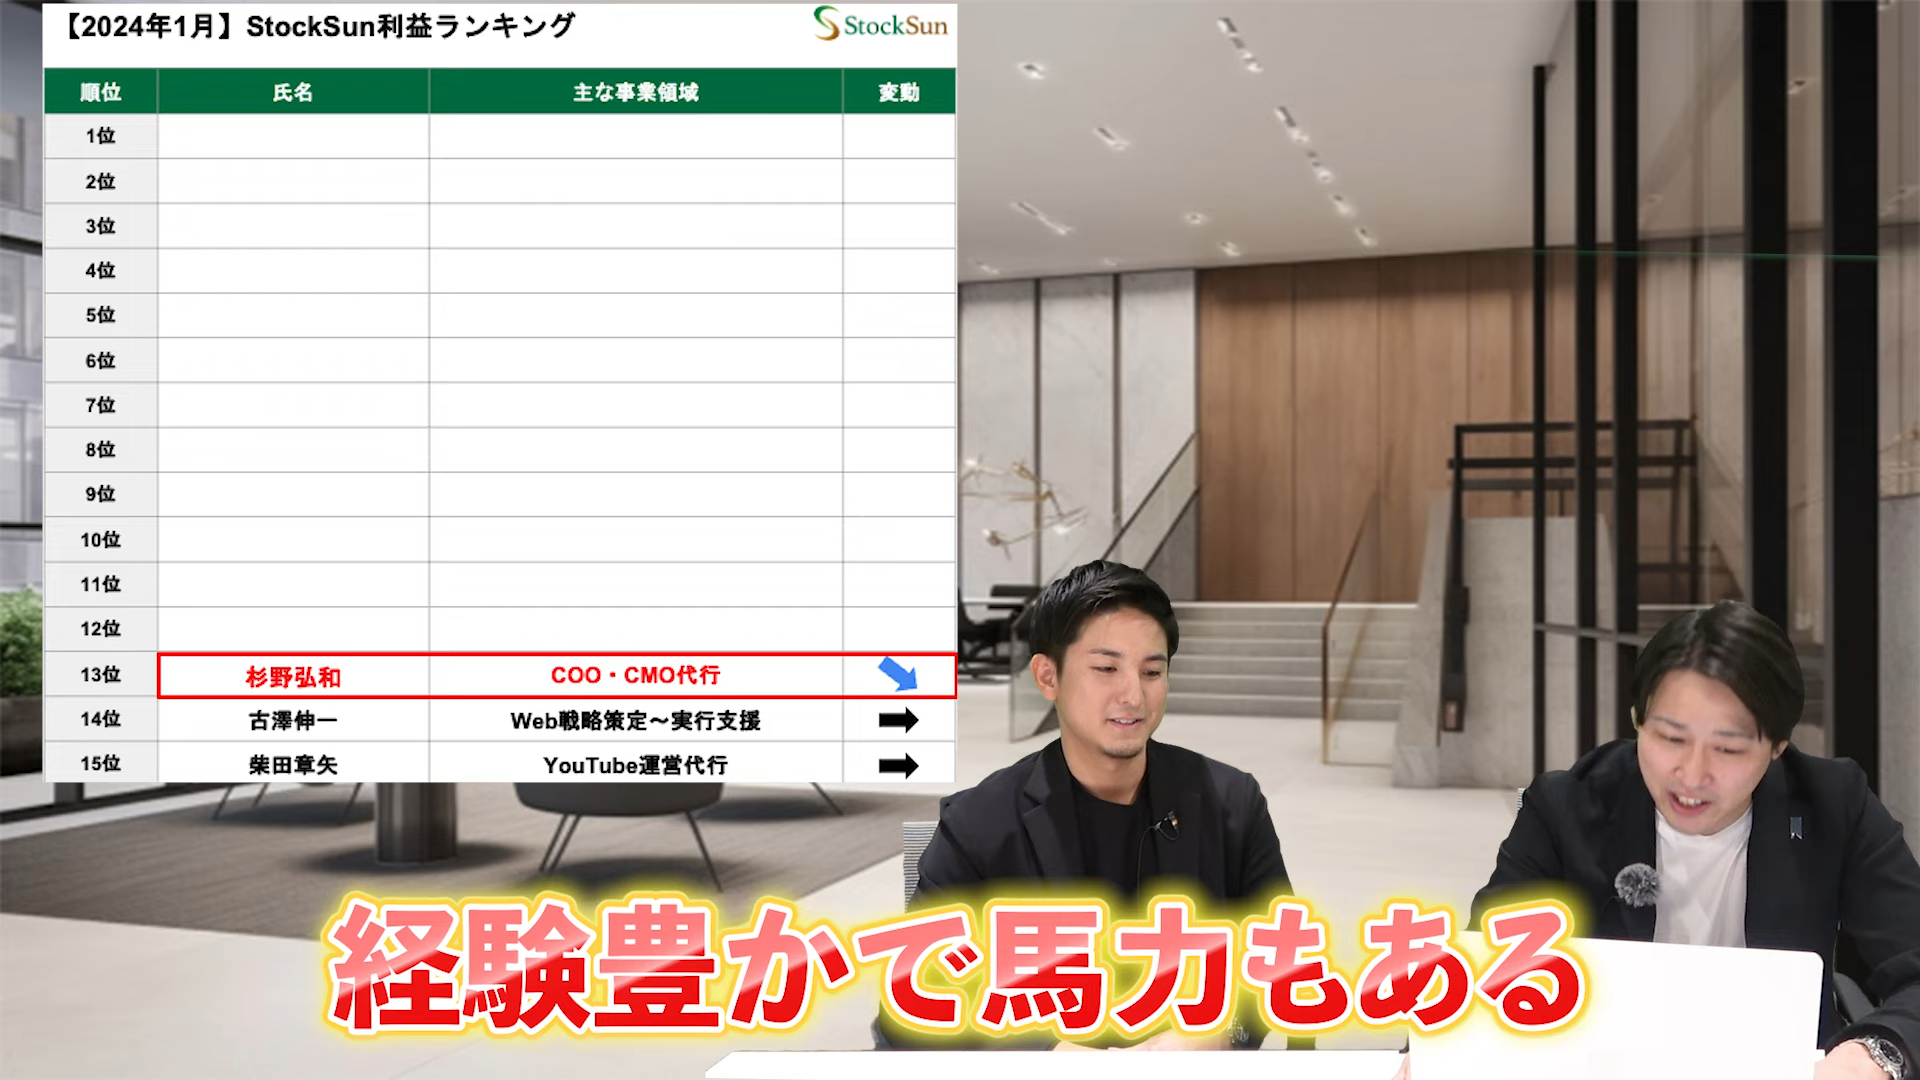 【2024年1月】StockSun利益ランキング
StockSun
順位 氏名 主な事業領域 変動
1位
2位
3位
4位
5位
6位
7位
8位
9位
10位
11位
12位
13位 杉野弘和 COO・CMO代行
14位 古澤伸一 Web戦略策定～実行支援
15位 柴田章矢 YouTube運営代行
経験豊かで馬力もある